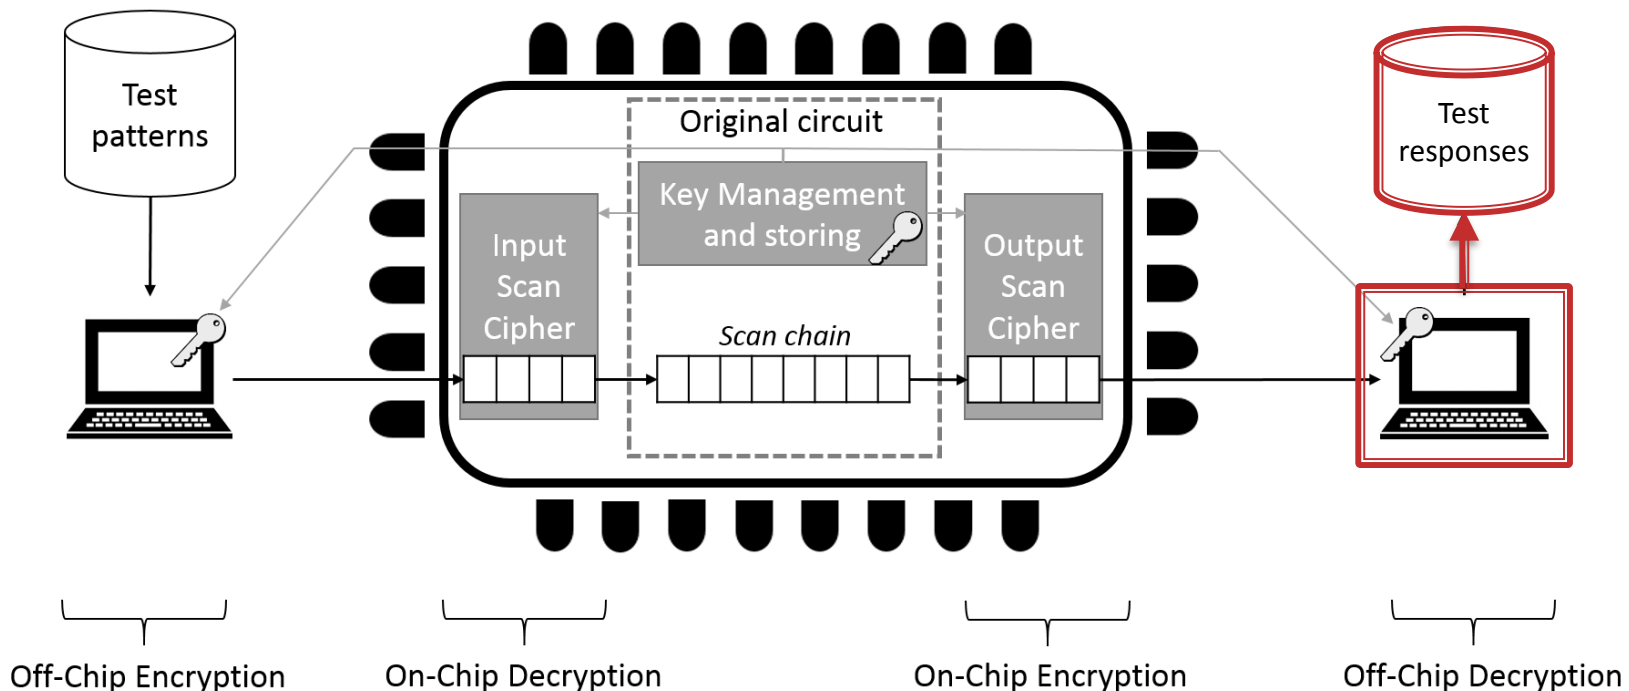 Test
patterns
Original circuit
Key Management
and storing
Input
Scan
Cipher
Scan chain
Output
Scan
Cipher
Test
responses
Off-Chip Encryption
On-Chip Decryption
On-Chip Encryption
Off-Chip Decryption